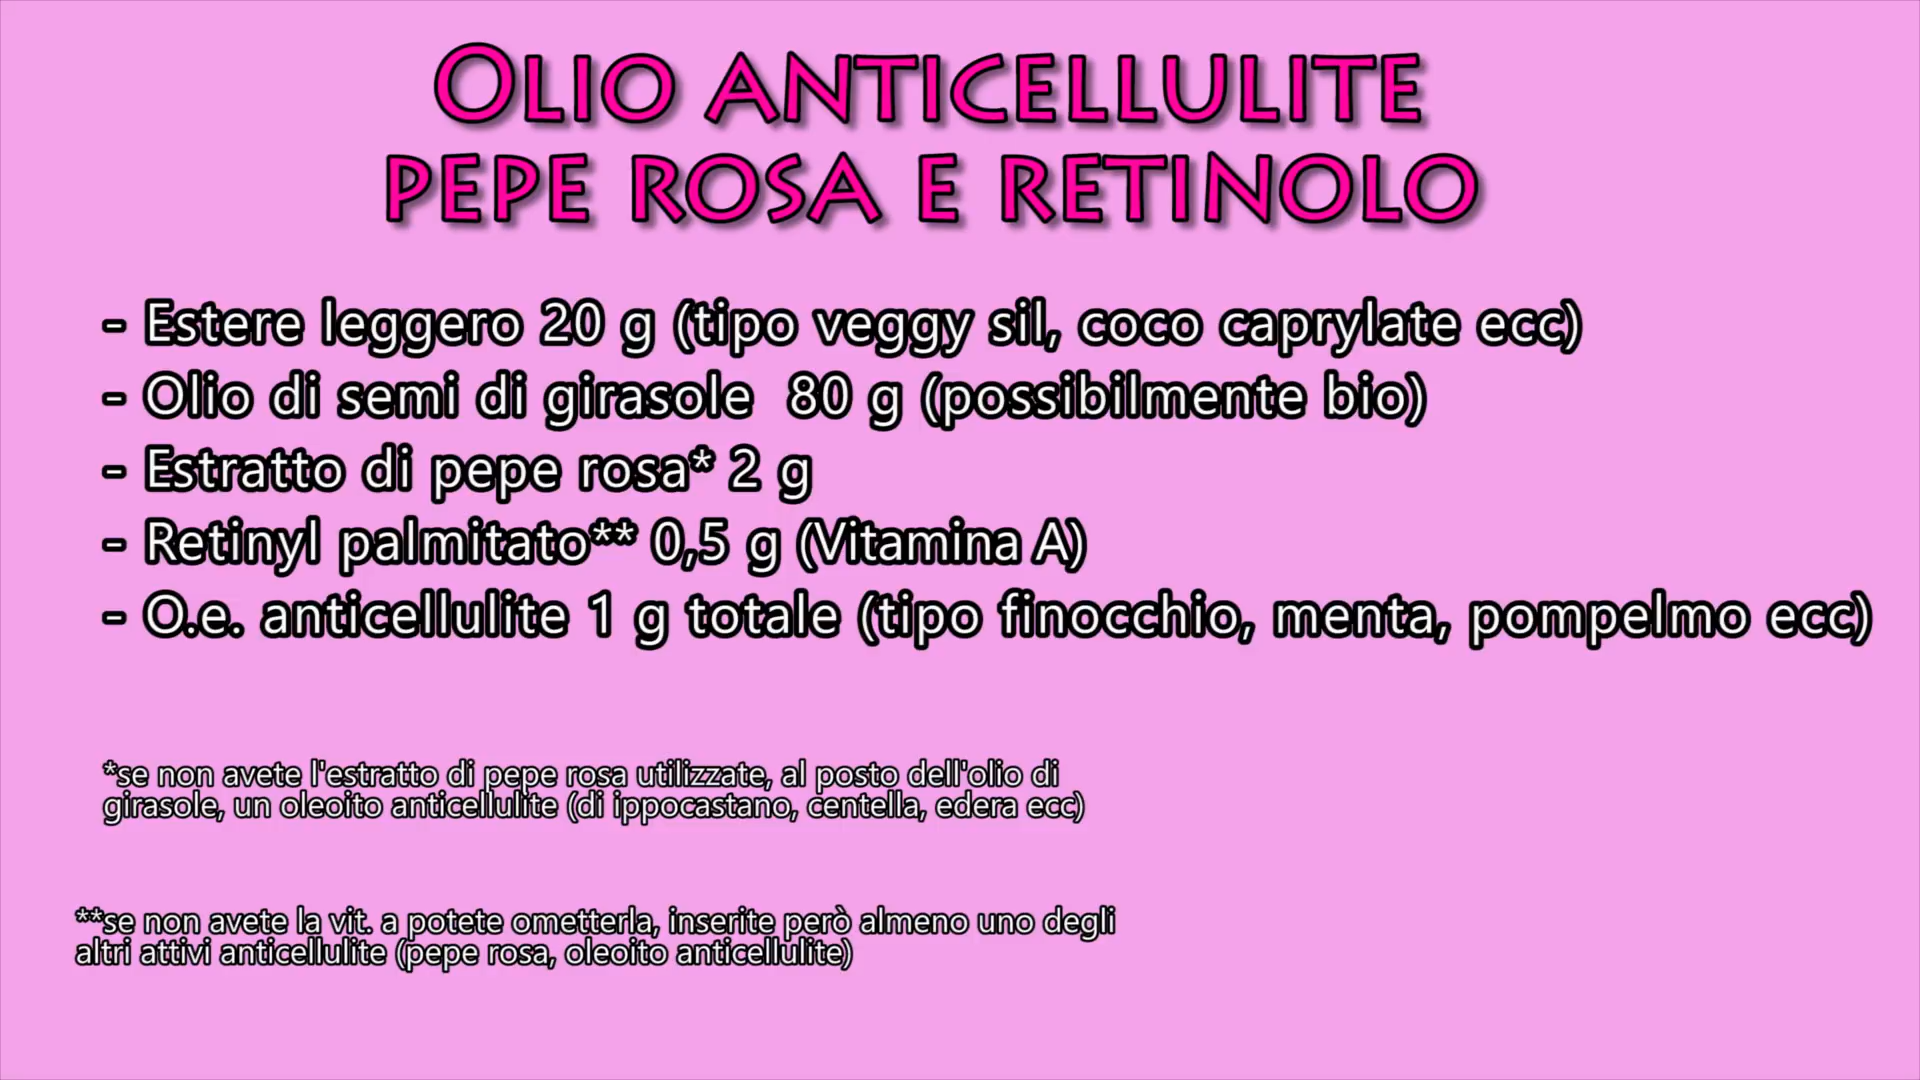 Olio anticellulite
pepe rosa e retinolo
- Estere leggero 20 g (tipo veggy sil, coco caprylate ecc)
- Olio di semi di girasole  80 g (possibilmente bio)
- Estratto di pepe rosa* 2 g
- Retinyl palmitato** 0,5 g (Vitamina A)
- O.e. anticellulite 1 g totale (tipo finocchio, menta, pompelmo ecc)
*se non avete l'estratto di pepe rosa utilizzate, al posto dell'olio di
girasole, un oleoito anticellulite (di ippocastano, centella, edera ecc)
**se non avete la vit. a potete ometterla, inserite però almeno uno degli
altri attivi anticellulite (pepe rosa, oleoito anticellulite)